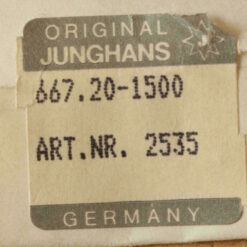 ORIGINAL
JUNGHANS
667.20-1500
ART.NR. 2535
GERMANY